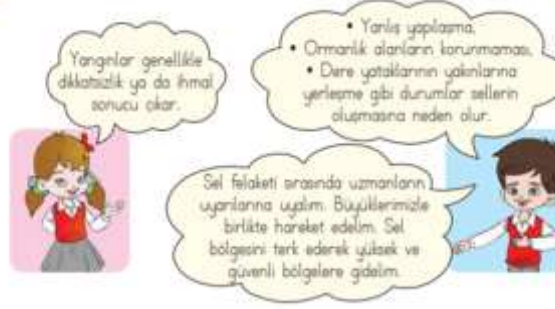 Yangınlar genellikle
dikkatsizlik ya da ihmal
sonucu çıkar.
• Yanlış yapılaşma,
• Ormanlık alanların korunmaması,
• Dere yataklarının yakınlarına
yerleşme gibi durumlar sellerin
oluşmasına neden olur.
Sel felaketi sırasında uzmanların
uyarılarına uyalım. Büyüklerimizle
birlikte hareket edelim. Sel
bölgesini terk ederek yüksek ve
güvenli bölgelere gidelim.